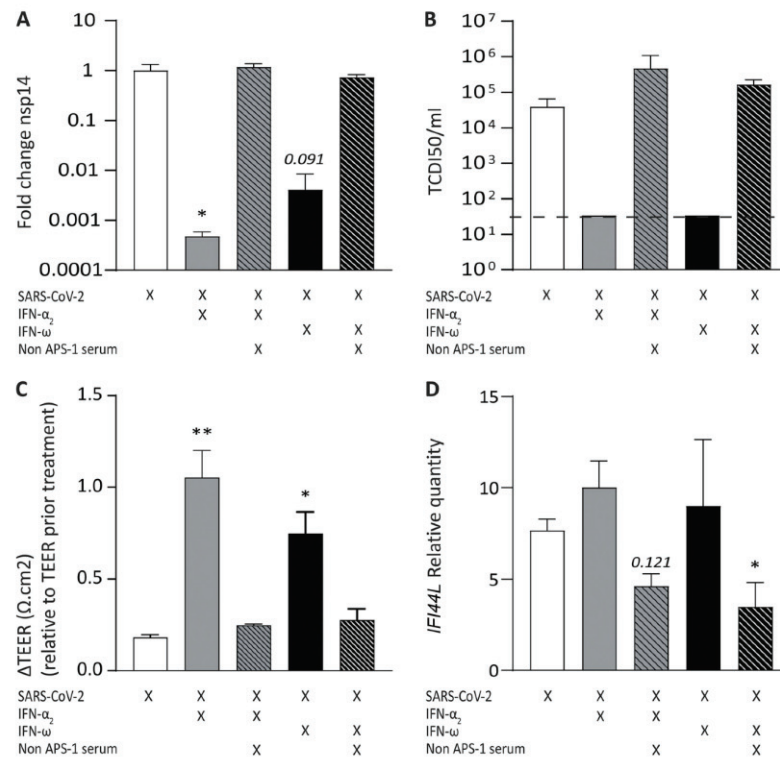 A
Fold change nsp14
10
1
0.1
0.01
0.001
0.0001
*
0.091
SARS-CoV-2 X X X X X
IFN-α₂ X X
IFN-ω X X
Non APS-1 serum X X
B
TCDI50/ml
10⁷
10⁶
10⁵
10⁴
10³
10²
10¹
10⁰
SARS-CoV-2 X X X X X
IFN-α₂ X X
IFN-ω X X
Non APS-1 serum X X
C
ΔTEER (Ω.cm2)
(relative to TEER prior treatment)
1.5
1.0
0.5
0.0
**
*
SARS-CoV-2 X X X X X
IFN-α₂ X X
IFN-ω X X
Non APS-1 serum X X
D
IFI44L Relative quantity
15
10
5
0
0.121
*
SARS-CoV-2 X X X X X
IFN-α₂ X X
IFN-ω X X
Non APS-1 serum X X